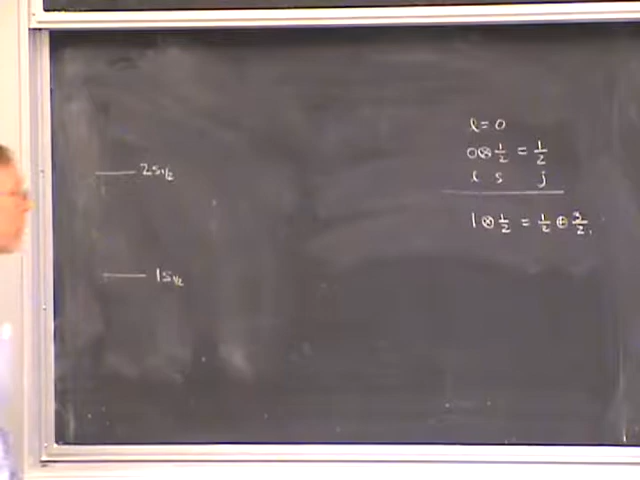 ℓ = 0
0 ⊗ 1/2 = 1/2
ℓ s j
2S1/2
1 ⊗ 1/2 = 1/2 ⊕ 3/2.
1S1/2